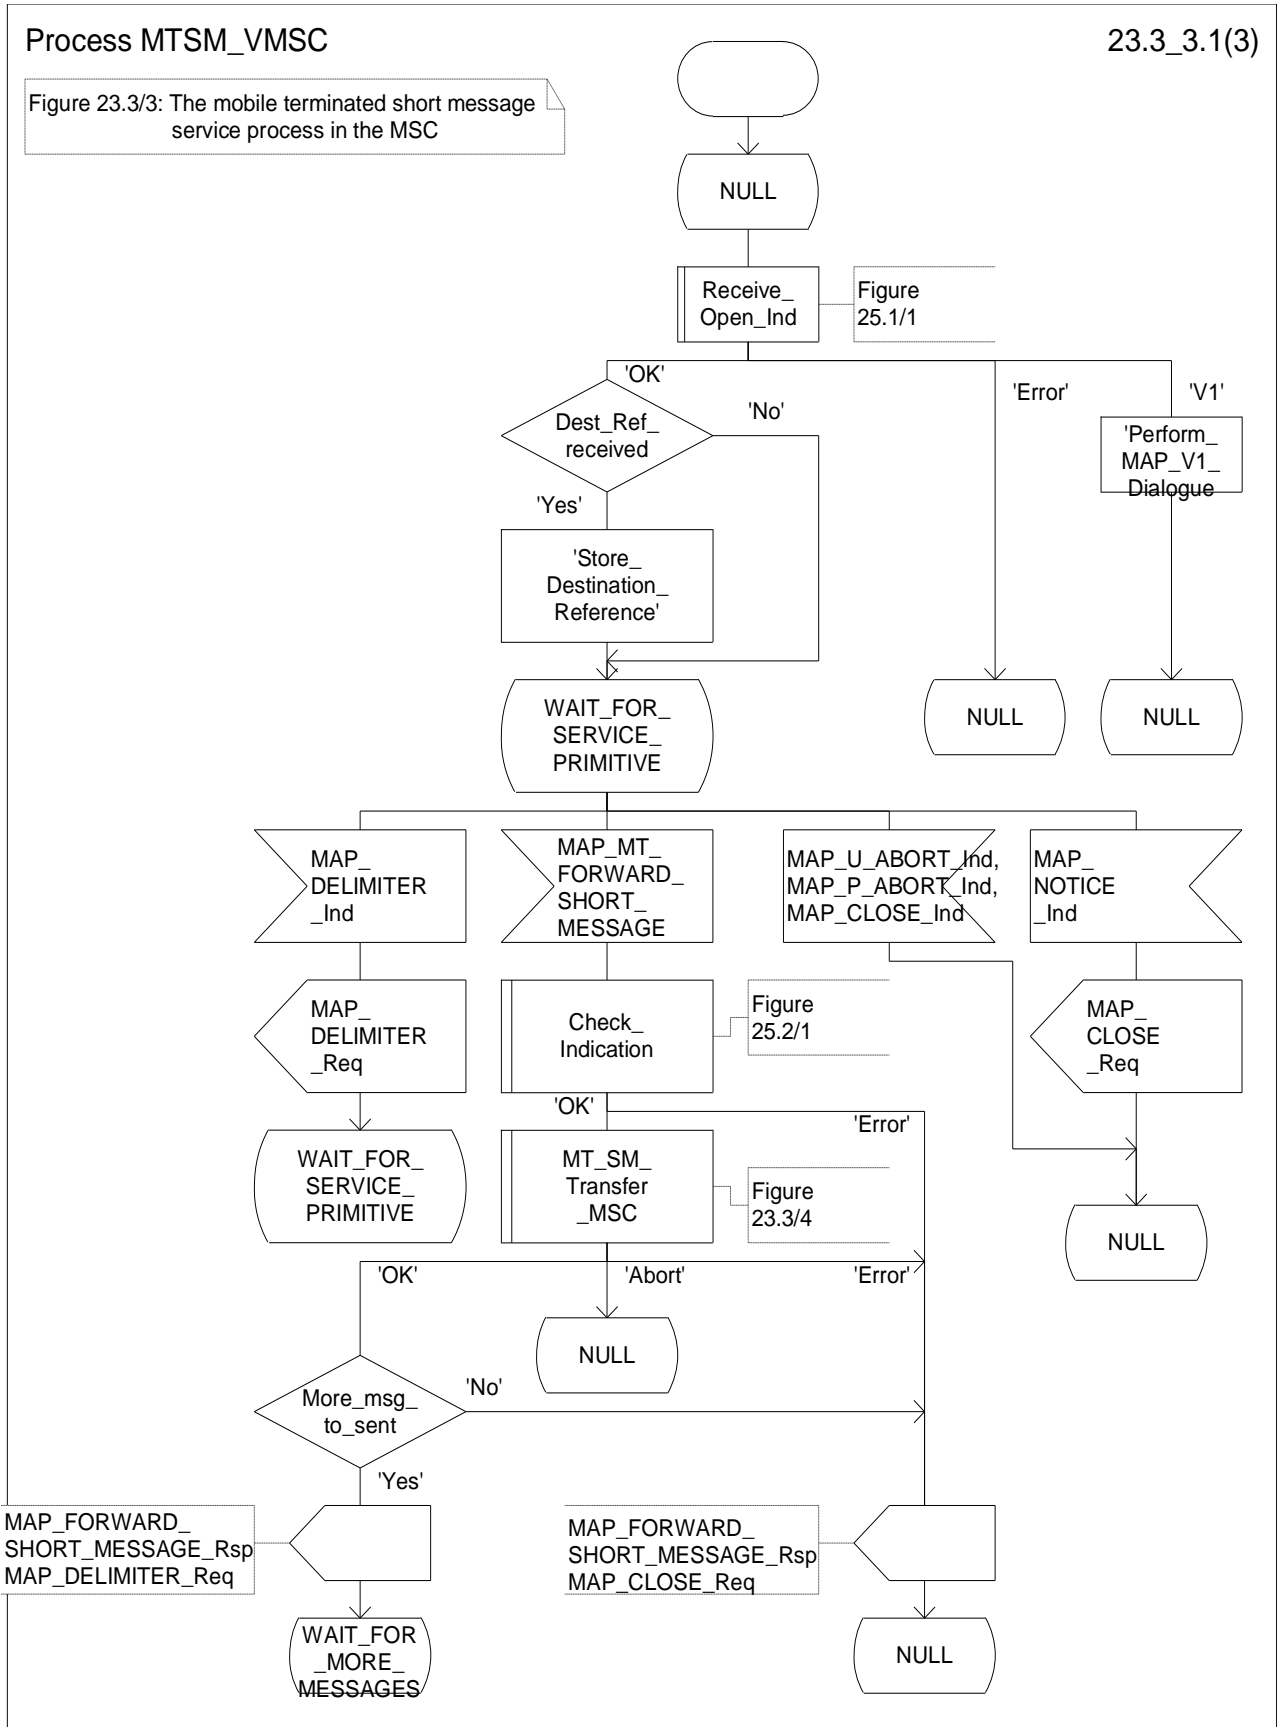 Process MTSM_VMSC
23.3_3.1(3)
Figure 23.3/3: The mobile terminated short message
service process in the MSC
NULL
Receive_
Open_Ind
Figure
25.1/1
'OK'
'Error'
'V1'
Dest_Ref_
received
'No'
'Perform_
MAP_V1_
Dialogue
'Yes'
'Store_
Destination_
Reference'
WAIT_FOR_
SERVICE_
PRIMITIVE
NULL
NULL
MAP_
DELIMITER
_Ind
MAP_MT_
FORWARD_
SHORT_
MESSAGE
MAP_U_ABORT_Ind,
MAP_P_ABORT_Ind,
MAP_CLOSE_Ind
MAP_
NOTICE
_Ind
MAP_
DELIMITER
_Req
Check_
Indication
Figure
25.2/1
MAP_
CLOSE
_Req
'OK'
'Error'
WAIT_FOR_
SERVICE_
PRIMITIVE
MT_SM_
Transfer
_MSC
Figure
23.3/4
NULL
'OK'
'Abort'
'Error'
NULL
More_msg_
to_sent
'No'
'Yes'
MAP_FORWARD_
SHORT_MESSAGE_Rsp
MAP_DELIMITER_Req
MAP_FORWARD_
SHORT_MESSAGE_Rsp
MAP_CLOSE_Req
WAIT_FOR
_MORE_
MESSAGES
NULL